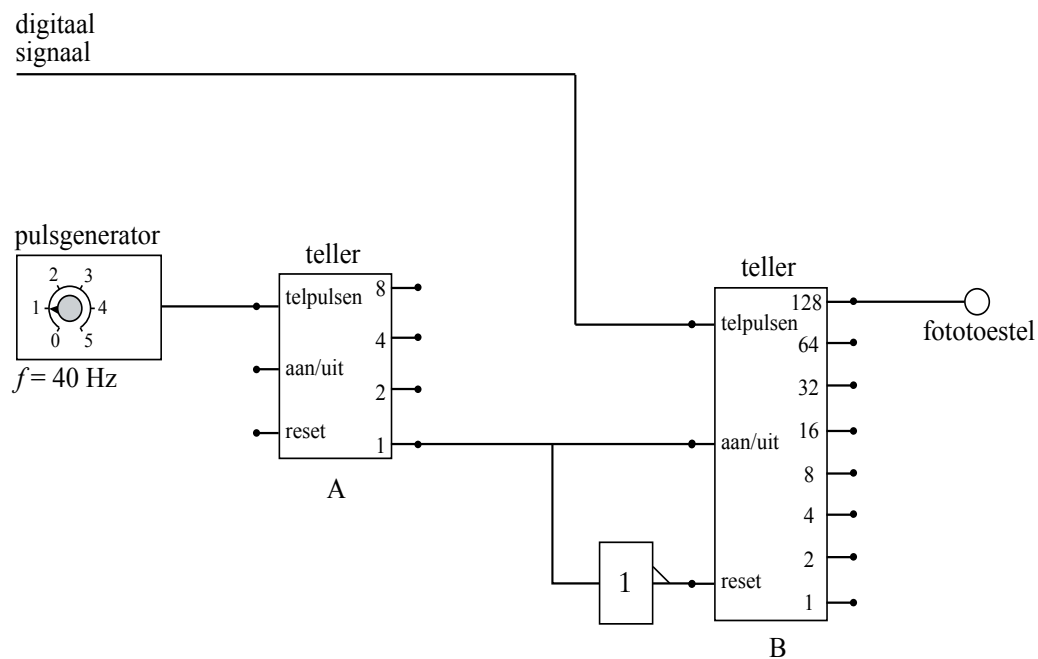 digitaal
signaal
pulsgenerator
2 3
1 4
0 5
f = 40 Hz
teller
telpulsen 8
4
aan/uit
2
reset
1
A
1
teller
128
telpulsen
64
32
16
aan/uit
8
4
2
reset
1
B
fototoestel